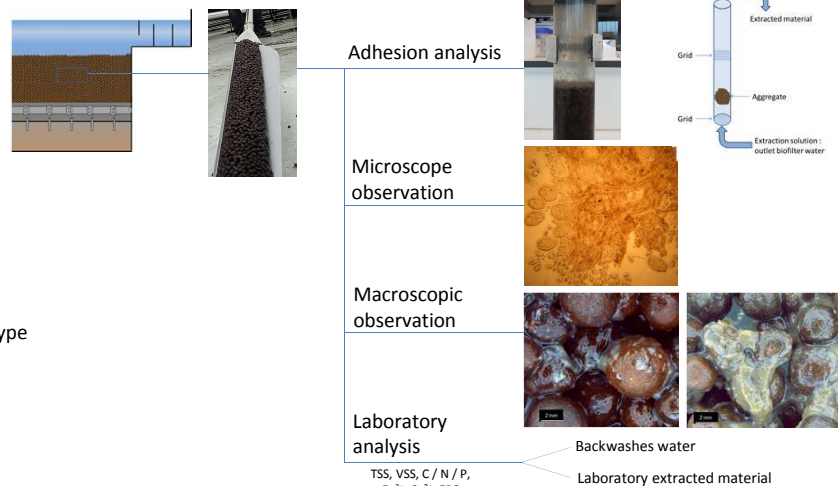 Extracted material
Adhesion analysis
Grid
Aggregate
Grid
Extraction solution :
outlet biofilter water
Microscope
observation
Macroscopic
observation
ype
2 mm
2 mm
Laboratory
analysis
Backwashes water
TSS, VSS, C / N / P,
Laboratory extracted material